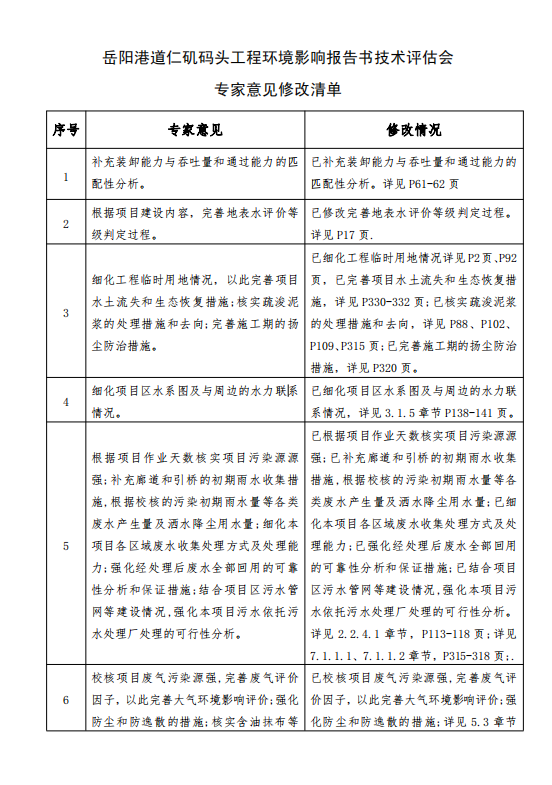 岳阳港道仁矶码头工程环境影响报告书技术评估会
专家意见修改清单
序号 专家意见 修改情况
1
补充装卸能力与吞吐量和通过能力的匹
配性分析。
已补充装卸能力与吞吐量和通过能力的
匹配性分析。详见 P61-62 页
2
根据项目建设内容，完善地表水评价等
级判定过程。
已修改完善地表水评价等级判定过程。
详见 P17 页.
3
细化工程临时用地情况，以此完善项目
水土流失和生态恢复措施;核实疏浚泥
浆的处理措施和去向;完善施工期的扬
尘防治措施。
已细化工程临时用地情况详见P2页、P92
页，已完善项目水土流失和生态恢复措
施，详见 P330-332 页;已核实疏浚泥浆
的处理措施和去向，详见 P88、P102、
P109、P315 页;已完善施工期的扬尘防治
措施，详见 P320 页。
4
细化项目区水系图及与周边的水力联系
情况。
已细化项目区水系图及与周边的水力联
系情况，详见 3.1.5 章节 P138-141 页。
5
根据项目作业天数核实项目污染源源
强;补充廊道和引桥的初期雨水收集措
施,根据校核的污染初期雨水量等各类
废水产生量及洒水降尘用水量;细化本
项目各区域废水收集处理方式及处理能
力;强化经处理后废水全部回用的可靠
性分析和保证措施;结合项目区污水管
网等建设情况,强化本项目污水依托污
水处理厂处理的可行性分析。
已根据项目作业天数核实项目污染源源
强;已补充廊道和引桥的初期雨水收集
措施,根据校核的污染初期雨水量等各
类废水产生量及洒水降尘用水量;已细
化本项目各区域废水收集处理方式及处
理能力;已强化经处理后废水全部回用
的可靠性分析和保证措施;已结合项目
区污水管网等建设情况,强化本项目污
水依托污水处理厂处理的可行性分析。
详见 2.2.4.1 章节，P113-118 页;详见
7.1.1.1、7.1.1.2 章节，P315-318 页;.
6
校核项目废气污染源强,完善废气评价
因子，以此完善大气环境影响评价;强化
防尘和防逸散的措施;核实含油抹布等
已校核项目废气污染源强,完善废气评
价因子，以此完善大气环境影响评价;强
化防尘和防逸散的措施;详见 5.3 章节